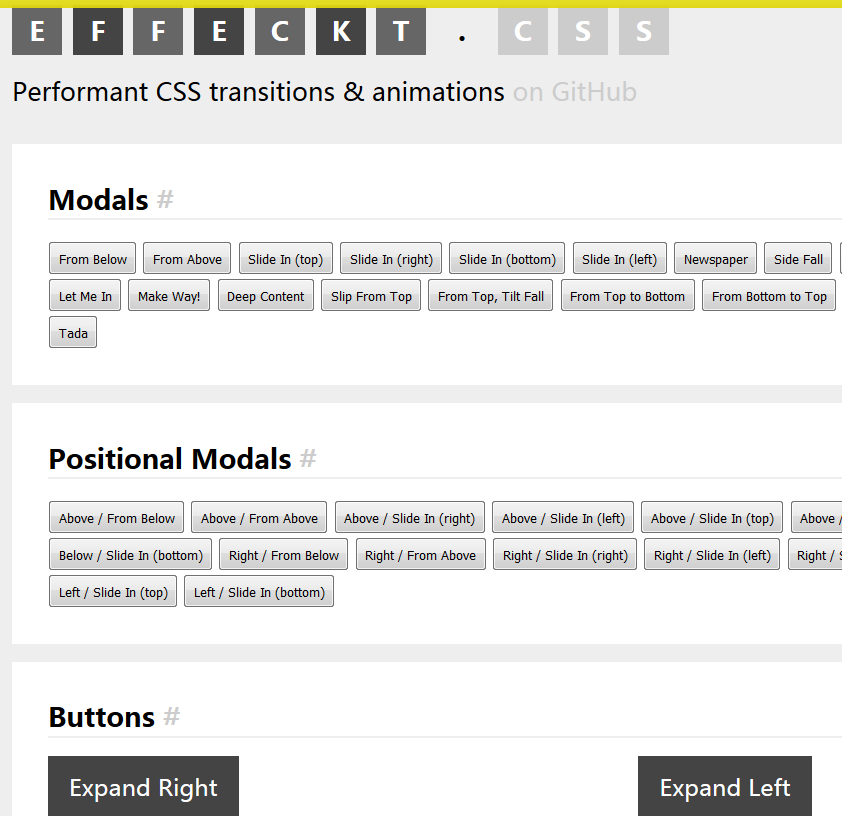 E F F E C K T . C S S
Performant CSS transitions & animations on GitHub
Modals #
From Below From Above Slide In (top) Slide In (right) Slide In (bottom) Slide In (left) Newspaper Side Fall
Let Me In Make Way! Deep Content Slip From Top From Top, Tilt Fall From Top to Bottom From Bottom to Top
Tada
Positional Modals #
Above / From Below Above / From Above Above / Slide In (right) Above / Slide In (left) Above / Slide In (top) Above /
Below / Slide In (bottom) Right / From Below Right / From Above Right / Slide In (right) Right / Slide In (left) Right /
Left / Slide In (top) Left / Slide In (bottom)
Buttons #
Expand Right Expand Left